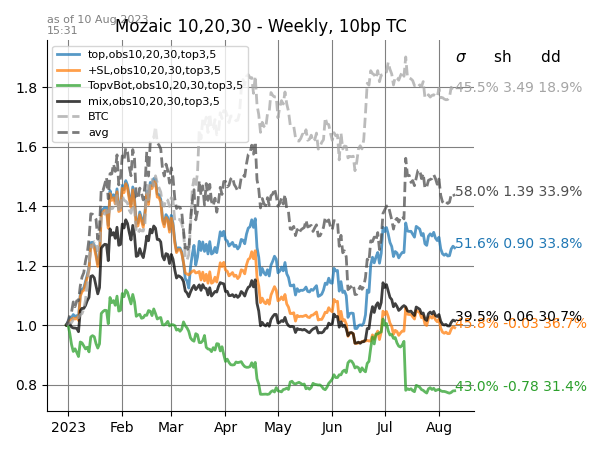 as of 10 Aug 2023
15:31
Mozaic 10,20,30 - Weekly, 10bp TC
σ sh dd
top,obs10,20,30,top3,5
+SL,obs10,20,30,top3,5
TopvBot,obs10,20,30,top3,5
mix,obs10,20,30,top3,5
BTC
avg
45.5% 3.49 18.9%
58.0% 1.39 33.9%
51.6% 0.90 33.8%
39.5% 0.06 30.7%
45.8% -0.03 36.7%
43.0% -0.78 31.4%
1.8
1.6
1.4
1.2
1.0
0.8
2023 Feb Mar Apr May Jun Jul Aug